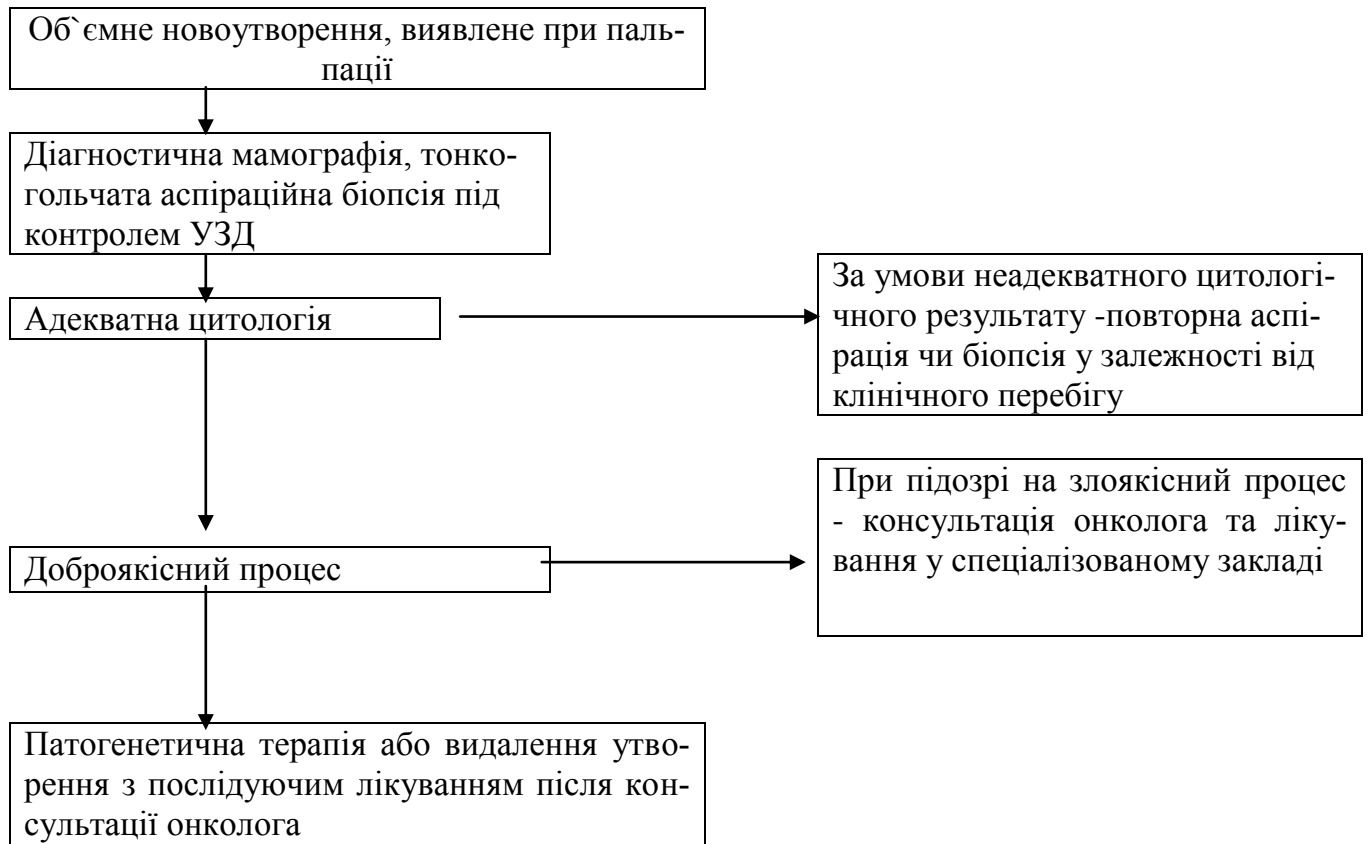 Об`ємне новоутворення, виявлене при паль-
пації
Діагностична мамографія, тонко-
гольчата аспіраційна біопсія під
контролем УЗД
Адекватна цитологія
За умови неадекватного цитологі-
чного результату -повторна аспі-
рація чи біопсія у залежності від
клінічного перебігу
При підозрі на злоякісний процес
- консультація онколога та ліку-
вання у спеціалізованому закладі
Доброякісний процес
Патогенетична терапія або видалення утво-
рення з послідуючим лікуванням після кон-
сультації онколога